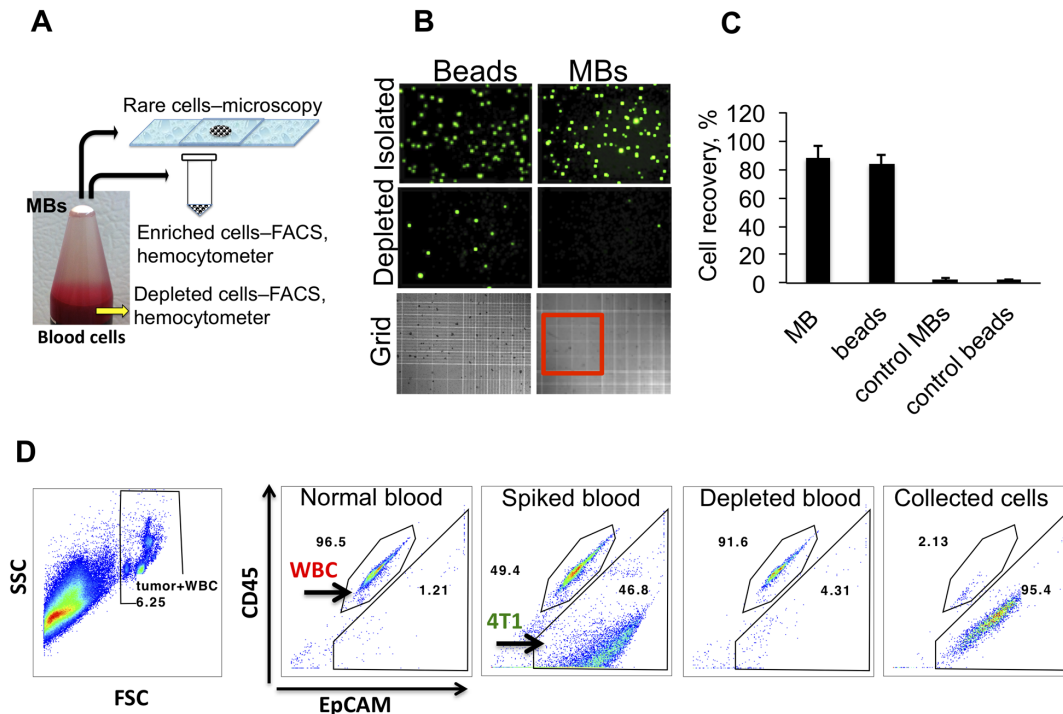 A
Rare cells–microscopy
MBs
Enriched cells–FACS,
hemocytometer
Depleted cells–FACS,
hemocytometer
Blood cells
B
Beads MBs
Isolated
Depleted
Grid
C
Cell recovery, %
120
100
80
60
40
20
0
MB
beads
control MBs
control beads
D
SSC
tumor+WBC
6.25
FSC
CD45
Normal blood
96.5
WBC
1.21
EpCAM
Spiked blood
49.4
46.8
4T1
Depleted blood
91.6
4.31
Collected cells
2.13
95.4